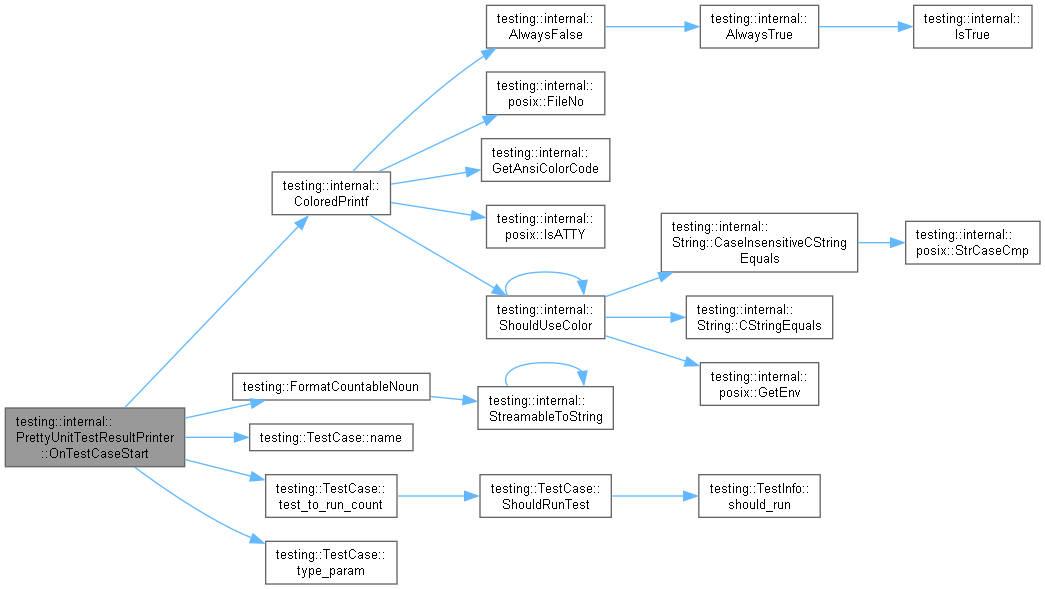 testing::internal::
AlwaysFalse
testing::internal::
AlwaysTrue
testing::internal::
IsTrue
testing::internal::
posix::FileNo
testing::internal::
GetAnsiColorCode
testing::internal::
ColoredPrintf
testing::internal::
posix::IsATTY
testing::internal::
String::CaseInsensitiveCString
Equals
testing::internal::
posix::StrCaseCmp
testing::internal::
ShouldUseColor
testing::internal::
String::CStringEquals
testing::internal::
posix::GetEnv
testing::FormatCountableNoun
testing::internal::
StreamableToString
testing::internal::
PrettyUnitTestResultPrinter
::OnTestCaseStart
testing::TestCase::name
testing::TestCase::
test_to_run_count
testing::TestCase::
ShouldRunTest
testing::TestInfo::
should_run
testing::TestCase::
type_param